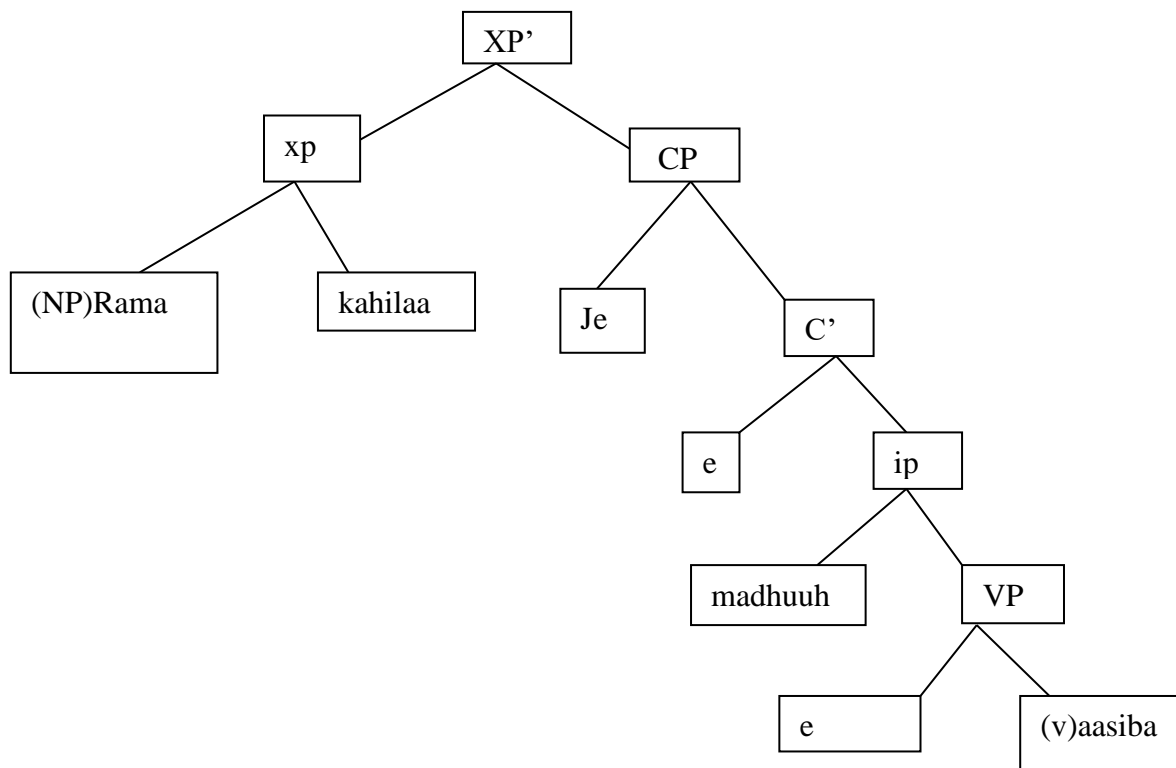 XP’
xp
CP
(NP)Rama
kahilaa
Je
C’
e
ip
madhuuh
VP
e
(v)aasiba